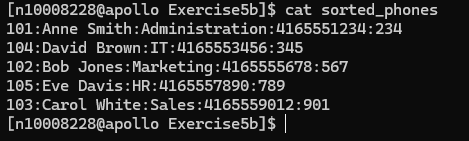 [n10008228@apollo Exercise5b]$ cat sorted_phones
101:Anne Smith:Administration:4165551234:234
104:David Brown:IT:4165553456:345
102:Bob Jones:Marketing:4165555678:567
105:Eve Davis:HR:4165557890:789
103:Carol White:Sales:4165559012:901
[n10008228@apollo Exercise5b]$